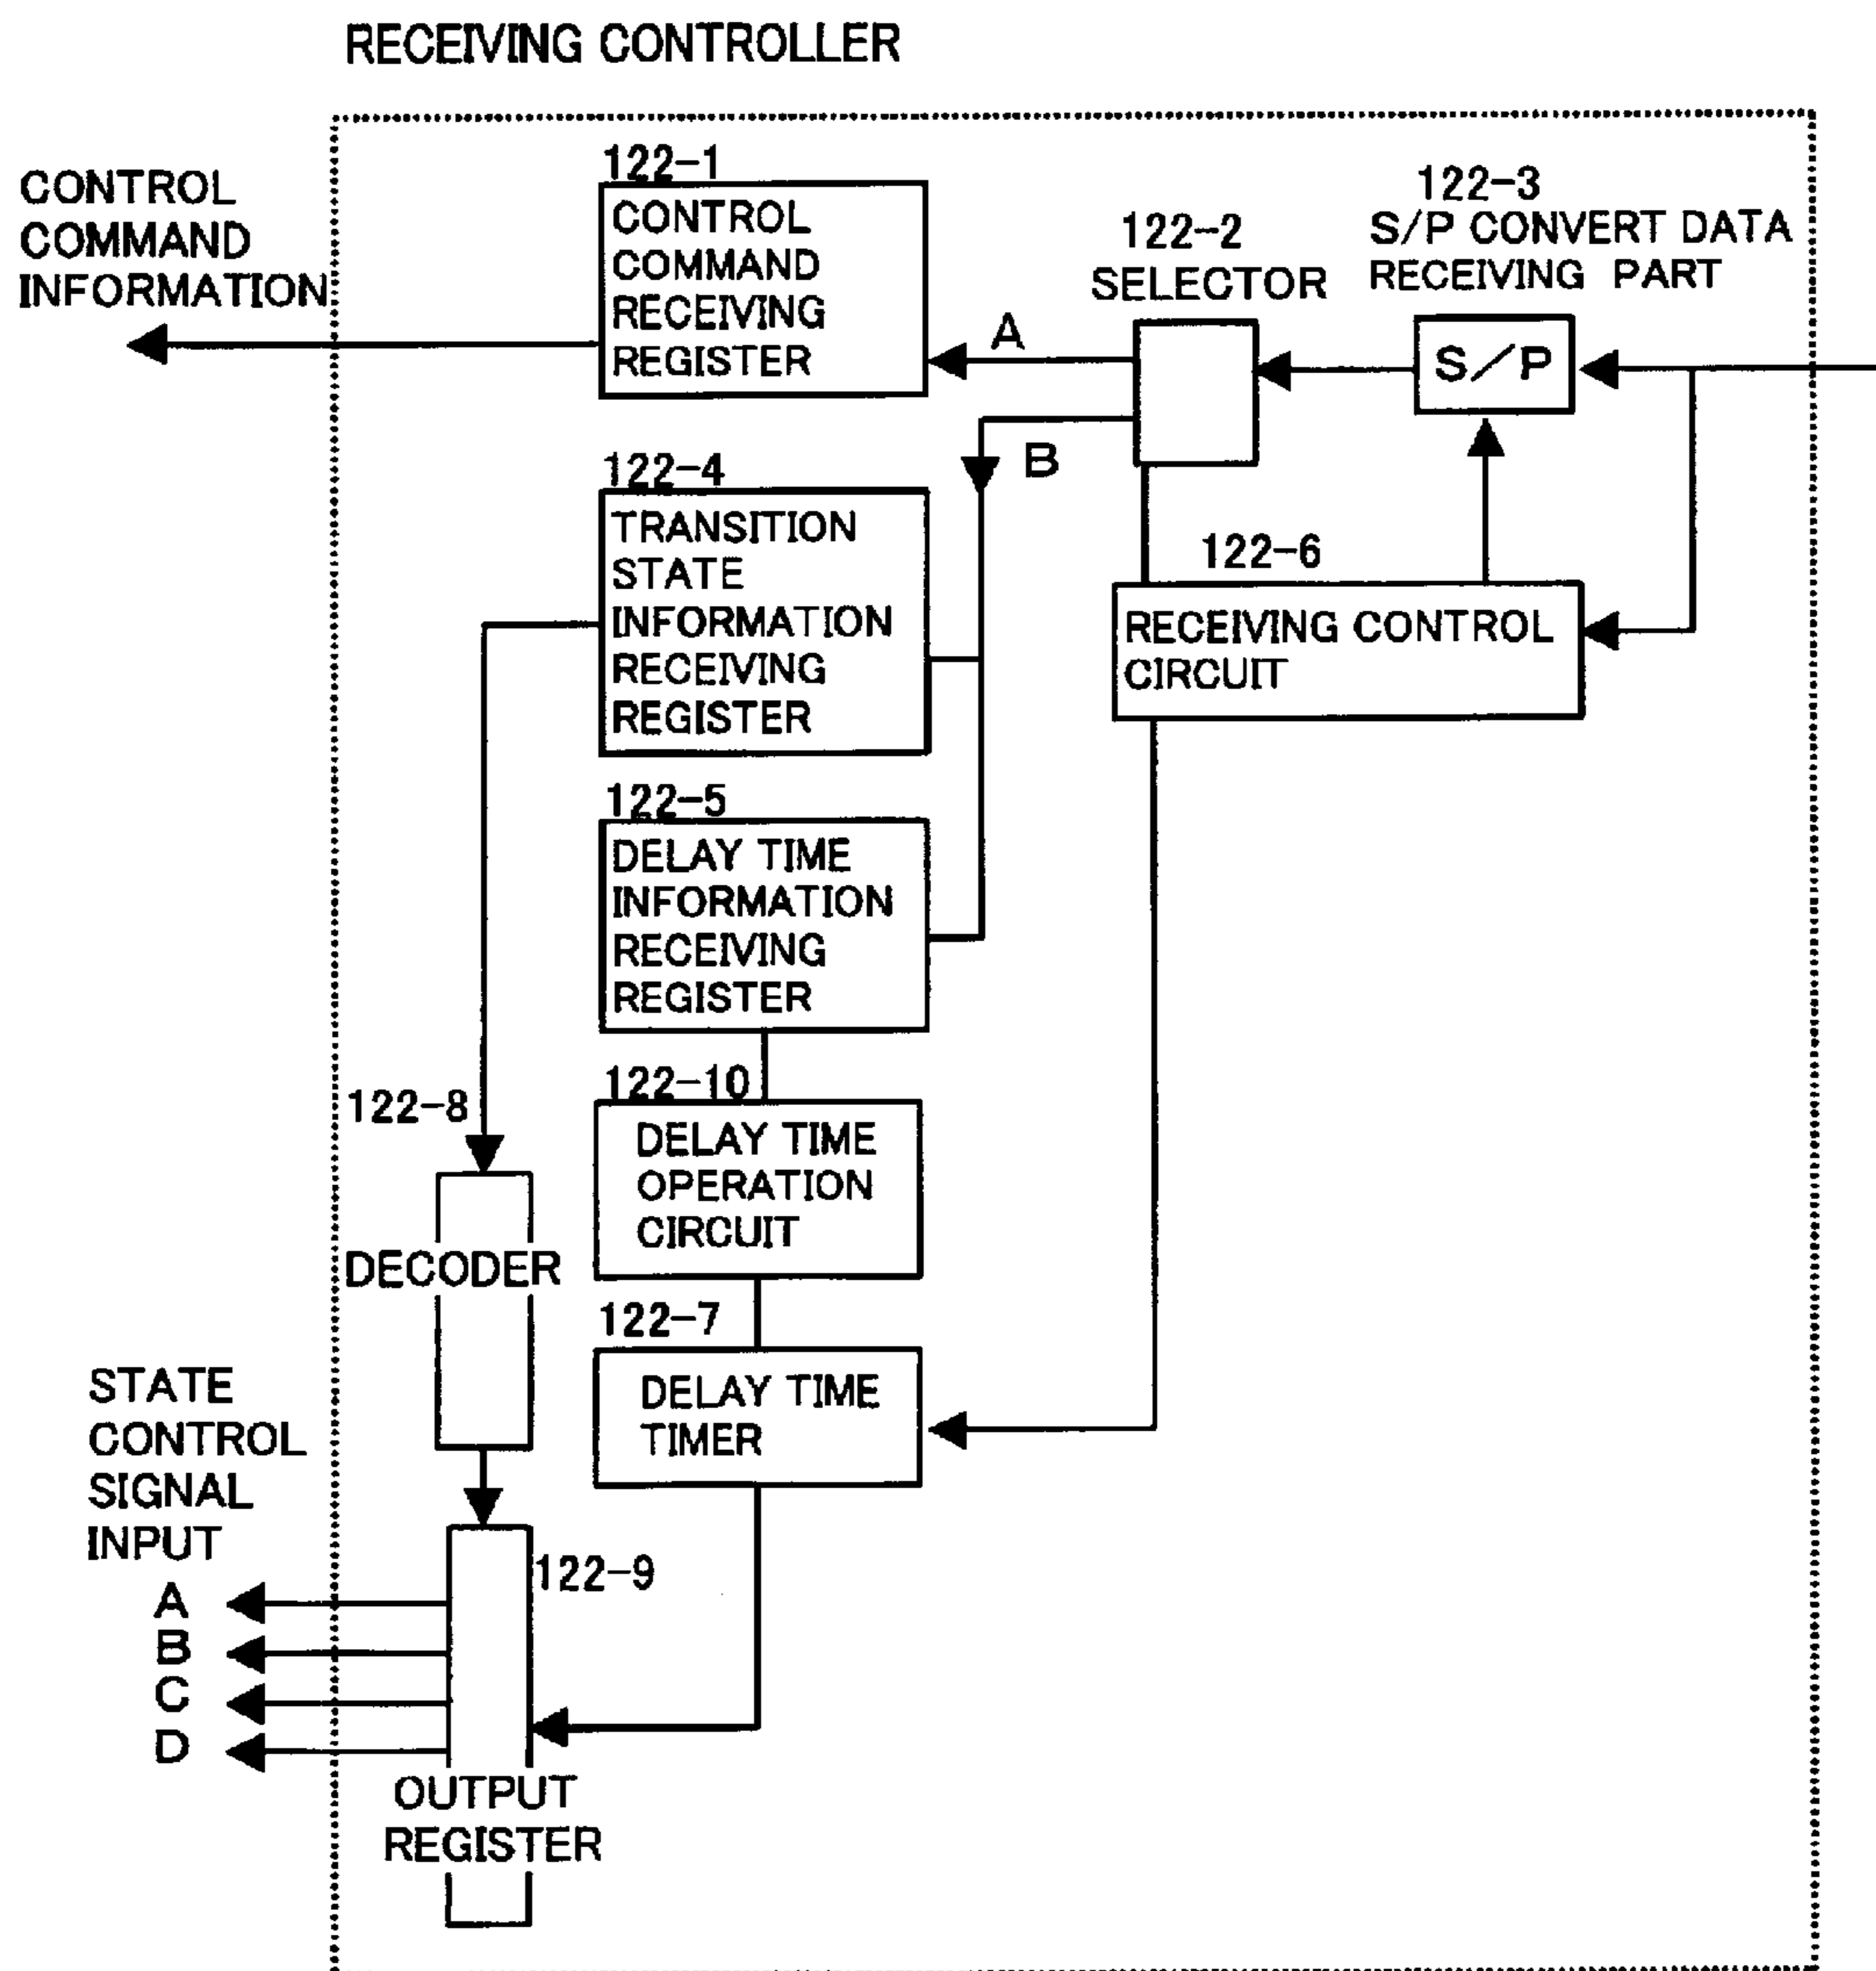 RECEIVING CONTROLLER
CONTROL
COMMAND
INFORMATION
122-1
CONTROL
COMMAND
RECEIVING
REGISTER
A
B
122-2
SELECTOR
122-3
S/P CONVERT DATA
RECEIVING PART
S/P
122-4
TRANSITION
STATE
INFORMATION
RECEIVING
REGISTER
122-6
RECEIVING CONTROL
CIRCUIT
122-5
DELAY TIME
INFORMATION
RECEIVING
REGISTER
122-10
DELAY TIME
OPERATION
CIRCUIT
122-8
DECODER
122-7
DELAY TIME
TIMER
STATE
CONTROL
SIGNAL
INPUT
A
B
C
D
122-9
OUTPUT
REGISTER